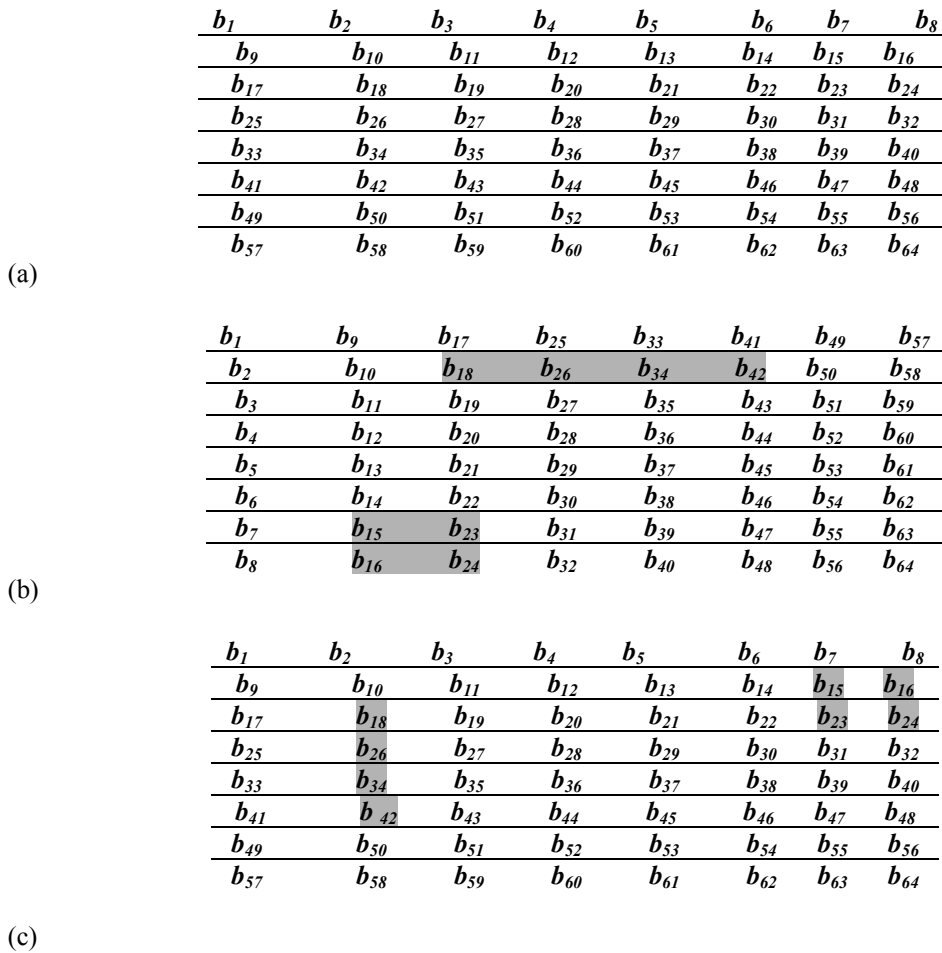 b1 b2 b3 b4 b5 b6 b7 b8
b9 b10 b11 b12 b13 b14 b15 b16
b17 b18 b19 b20 b21 b22 b23 b24
b25 b26 b27 b28 b29 b30 b31 b32
b33 b34 b35 b36 b37 b38 b39 b40
b41 b42 b43 b44 b45 b46 b47 b48
b49 b50 b51 b52 b53 b54 b55 b56
b57 b58 b59 b60 b61 b62 b63 b64
(a)
b1 b9 b17 b25 b33 b41 b49 b57
b2 b10 b18 b26 b34 b42 b50 b58
b3 b11 b19 b27 b35 b43 b51 b59
b4 b12 b20 b28 b36 b44 b52 b60
b5 b13 b21 b29 b37 b45 b53 b61
b6 b14 b22 b30 b38 b46 b54 b62
b7 b15 b23 b31 b39 b47 b55 b63
b8 b16 b24 b32 b40 b48 b56 b64
(b)
b1 b2 b3 b4 b5 b6 b7 b8
b9 b10 b11 b12 b13 b14 b15 b16
b17 b18 b19 b20 b21 b22 b23 b24
b25 b26 b27 b28 b29 b30 b31 b32
b33 b34 b35 b36 b37 b38 b39 b40
b41 b 42 b43 b44 b45 b46 b47 b48
b49 b50 b51 b52 b53 b54 b55 b56
b57 b58 b59 b60 b61 b62 b63 b64
(c)